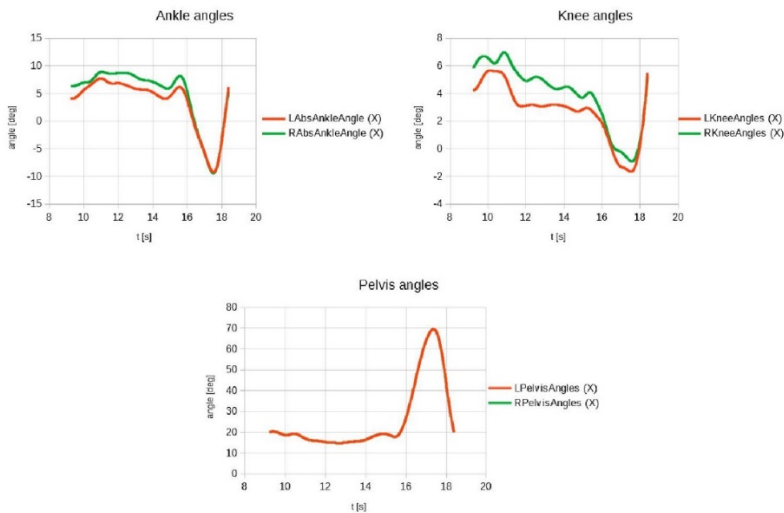 Ankle angles
15
10
5
0
-5
-10
-15
angle [deg]
8 10 12 14 16 18 20
t [s]
LAbsAnkleAngle (X)
RAbsAnkleAngle (X)
Knee angles
8
6
4
2
0
-2
-4
angle [deg]
8 10 12 14 16 18 20
t [s]
LKneeAngles (X)
RKneeAngles (X)
Pelvis angles
80
70
60
50
40
30
20
10
0
angle [deg]
8 10 12 14 16 18 20
t [s]
LPelvisAngles (X)
RPelvisAngles (X)